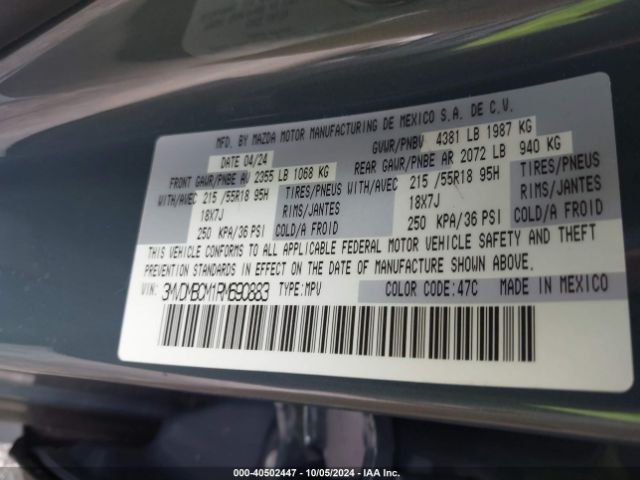 MFD. BY MAZDA MOTOR MANUFACTURING DE MEXICO S.A. DE C.V.
DATE 04/24 GVWR/PNBV 4381 LB 1987 KG
FRONT GAWR/PNBE AV 2355 LB 1068 KG REAR GAWR/PNBE AR 2072 LB 940 KG
WITH/AVEC 215 /55R18 95H TIRES/PNEUS WITH/AVEC 215 /55R18 95H TIRES/PNEUS
18X7J RIMS/JANTES 18X7J RIMS/JANTES
250 KPA/36 PSI COLD/A FROID 250 KPA/36 PSI COLD/A FROID
THIS VEHICLE CONFORMS TO ALL APPLICABLE FEDERAL MOTOR VEHICLE SAFETY AND THEFT
PREVENTION STANDARDS IN EFFECT ON THE DATE OF MANUFACTURE SHOWN ABOVE.
VIN: 3MVDMBCM1RM690883 TYPE:MPV COLOR CODE:47C MADE IN MEXICO
000-40502447 - 10/05/2024 - IAA Inc.